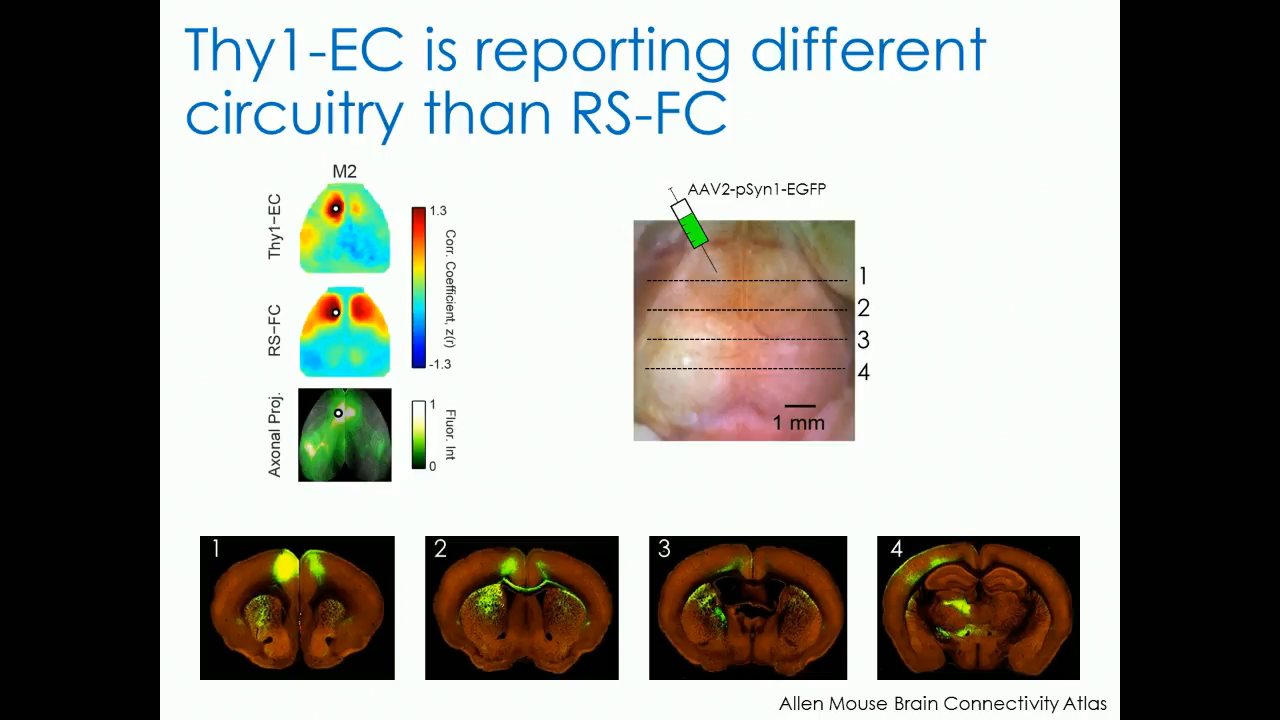 Thy1-EC is reporting different
circuitry than RS-FC
M2
Thy1−EC
1.3
Corr. Coefficient, z(r)
-1.3
RS−FC
Axonal Proj.
1
Fluor. Int
0
AAV2-pSyn1-EGFP
1
2
3
4
1 mm
1
2
3
4
Allen Mouse Brain Connectivity Atlas